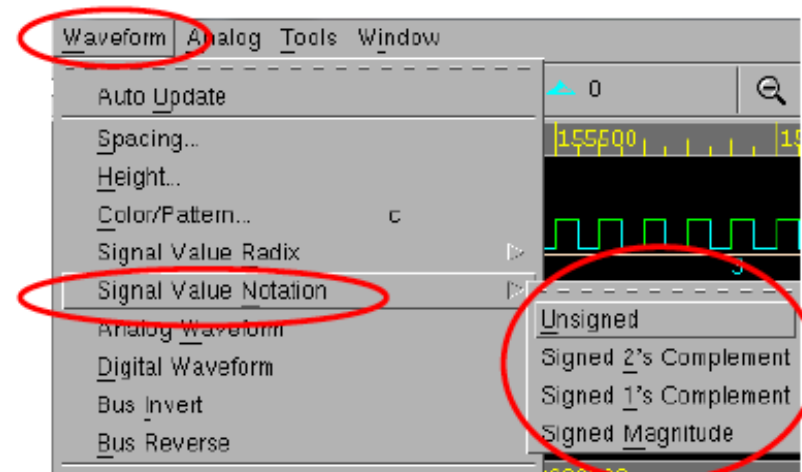 Waveform Analog Tools Window
Auto Update
0
Spacing...
155500
Height...
Color/Pattern... c
Signal Value Radix
Signal Value Notation
Analog Waveform
Digital Waveform
Bus Invert
Bus Reverse
Unsigned
Signed 2's Complement
Signed 1's Complement
Signed Magnitude